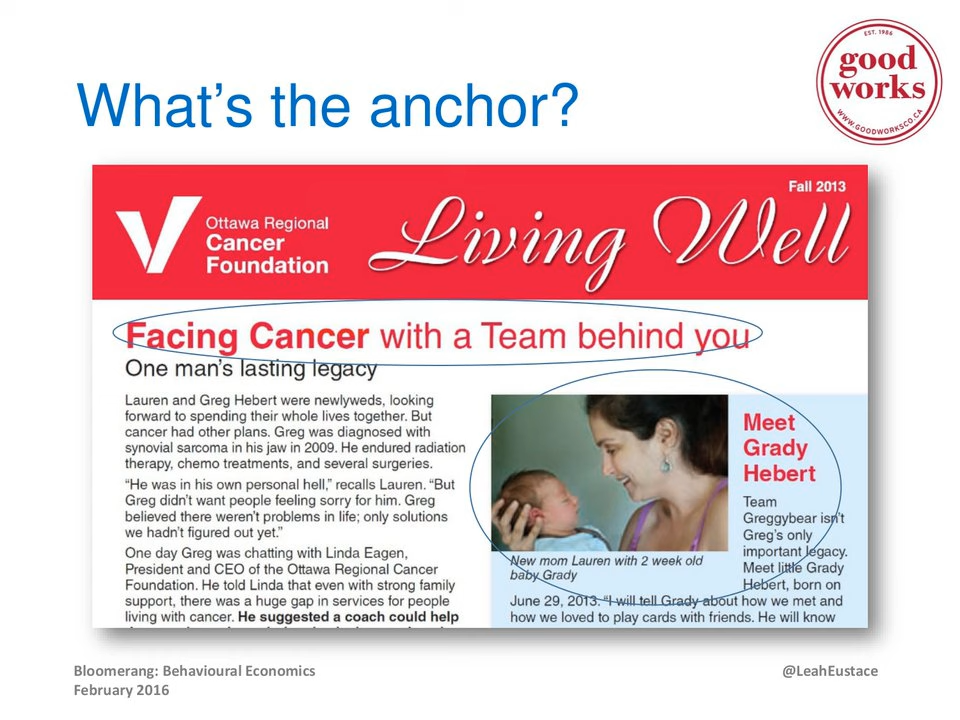 What's the anchor?
EST. 1986
good
works
WWW.GOODWORKSCO.CA
Fall 2013
Ottawa Regional
Cancer
Foundation
Living Well
Facing Cancer with a Team behind you
One man's lasting legacy
Lauren and Greg Hebert were newlyweds, looking
forward to spending their whole lives together. But
cancer had other plans. Greg was diagnosed with
synovial sarcoma in his jaw in 2009. He endured radiation
therapy, chemo treatments, and several surgeries.
"He was in his own personal hell," recalls Lauren. "But
Greg didn't want people feeling sorry for him. Greg
believed there weren't problems in life; only solutions
we hadn't figured out yet."
One day Greg was chatting with Linda Eagen,
President and CEO of the Ottawa Regional Cancer
Foundation. He told Linda that even with strong family
support, there was a huge gap in services for people
living with cancer. He suggested a coach could help
New mom Lauren with 2 week old
baby Grady
Meet
Grady
Hebert
Team
Greggybear isn't
Greg's only
important legacy.
Meet little Grady
Hebert, born on
June 29, 2013. "I will tell Grady about how we met and
how we loved to play cards with friends. He will know
Bloomerang: Behavioural Economics
February 2016
@LeahEustace